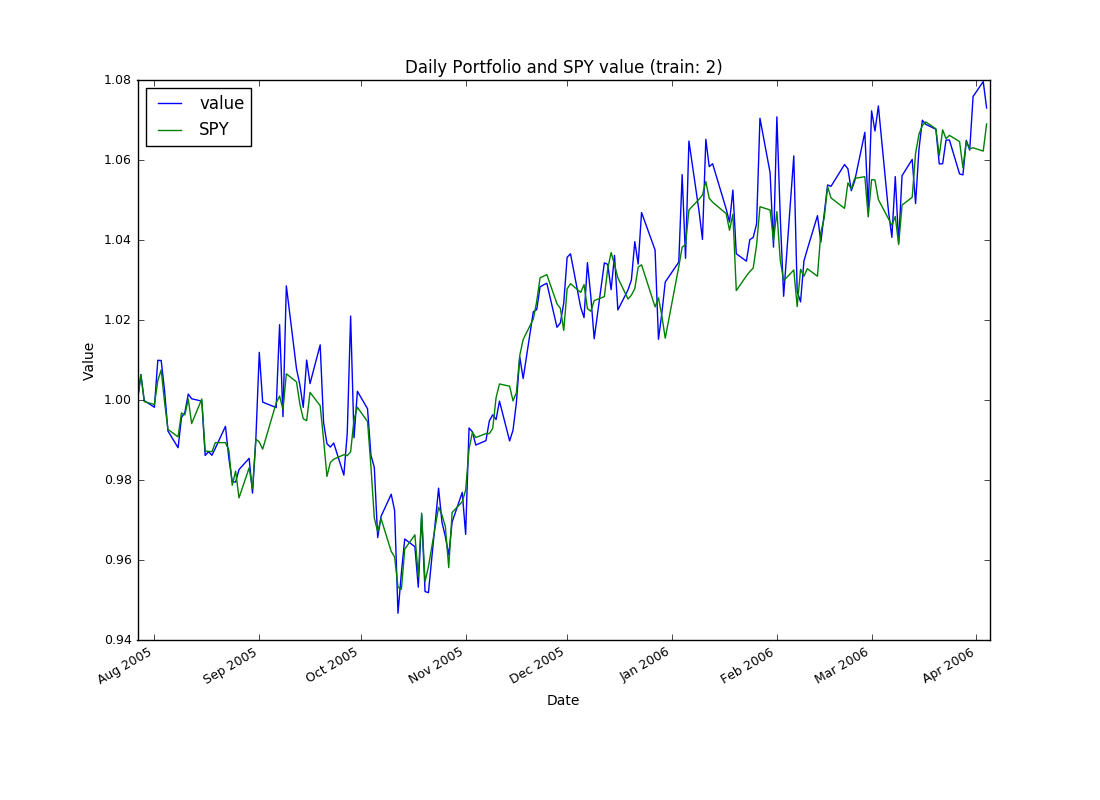 Daily Portfolio and SPY value (train: 2)
value
SPY
1.08
1.06
1.04
1.02
1.00
0.98
0.96
0.94
Value
Aug 2005
Sep 2005
Oct 2005
Nov 2005
Dec 2005
Jan 2006
Feb 2006
Mar 2006
Apr 2006
Date